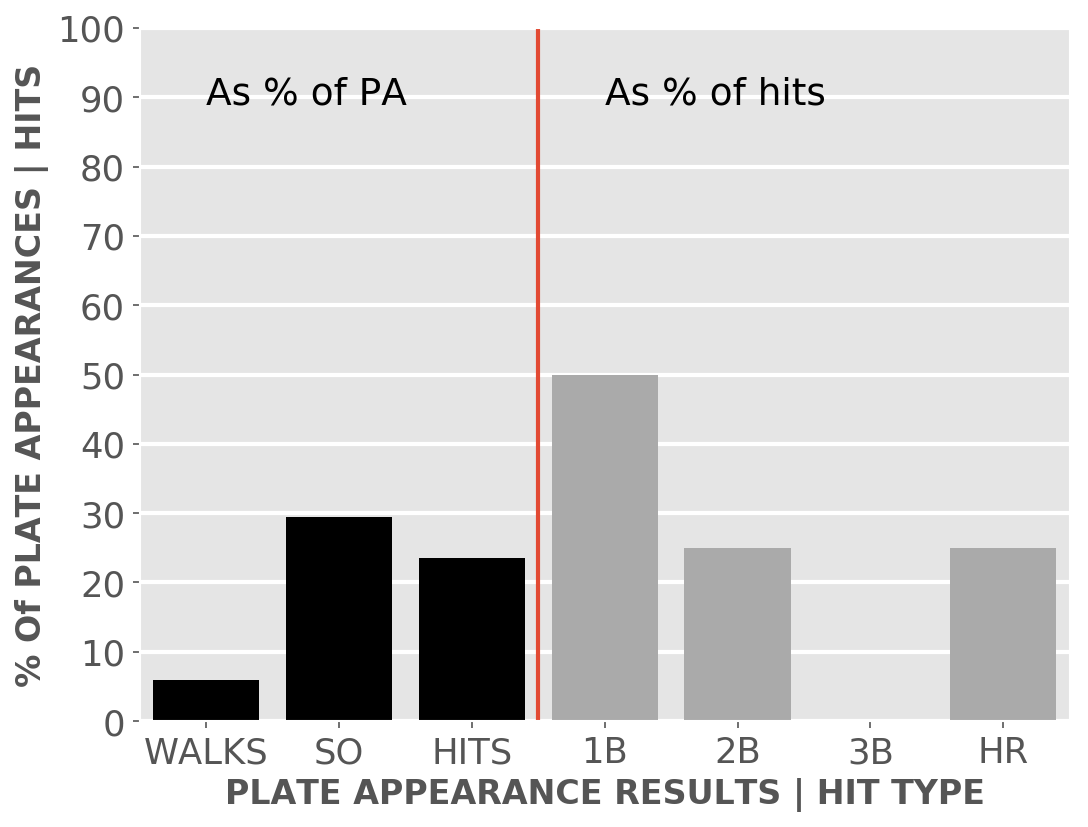 As % of PA
As % of hits
100
90
80
70
60
50
40
30
20
10
0
% Of PLATE APPEARANCES | HITS
WALKS SO HITS 1B 2B 3B HR
PLATE APPEARANCE RESULTS | HIT TYPE